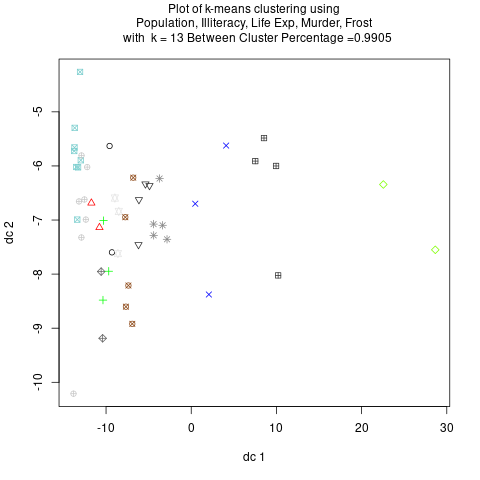 Plot of k-means clustering using
Population, Illiteracy, Life Exp, Murder, Frost
with  k = 13 Between Cluster Percentage =0.9905
-5
-6
-7
-8
-9
-10
dc 2
-10
0
10
20
30
dc 1